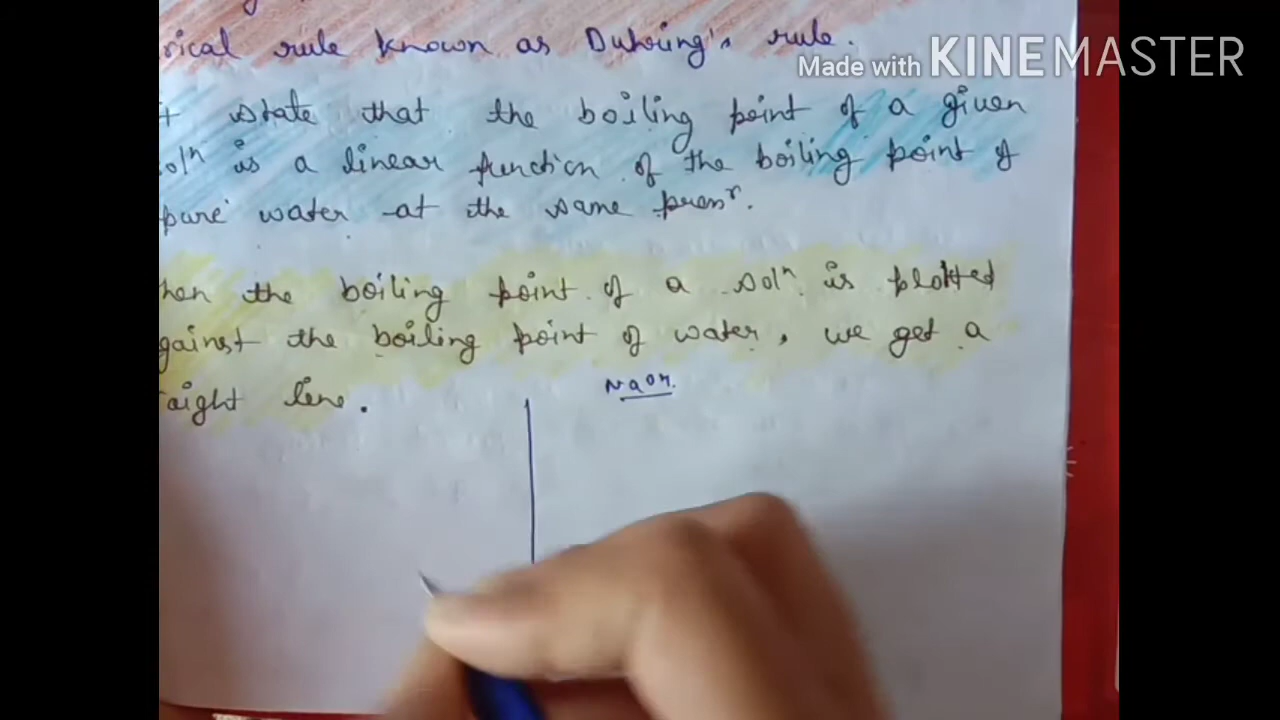 rical rule known as Duhring's rule.
Made with KINEMASTER
t state that the boiling point of a given
solⁿ is a linear function of the boiling point of
pure water at the same presʳ.
hen the boiling point of a solⁿ is plotted
gainst the boiling point of water, we get a
aight line.
NaOH.